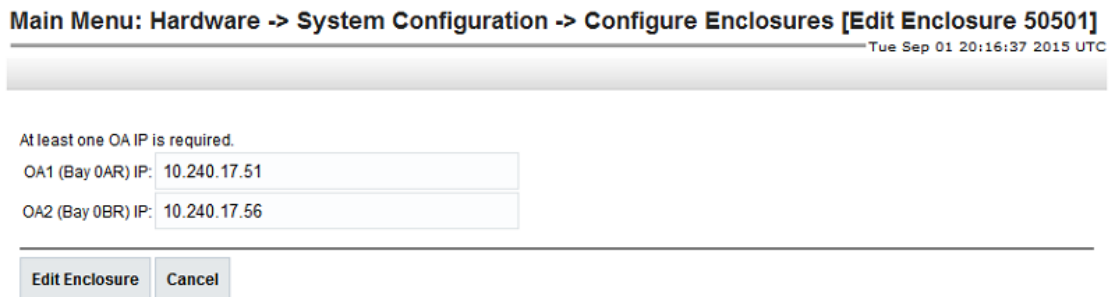 Main Menu: Hardware -> System Configuration -> Configure Enclosures [Edit Enclosure 50501]
Tue Sep 01 20:16:37 2015 UTC
At least one OA IP is required.
OA1 (Bay 0AR) IP: 10.240.17.51
OA2 (Bay 0BR) IP: 10.240.17.56
Edit Enclosure Cancel